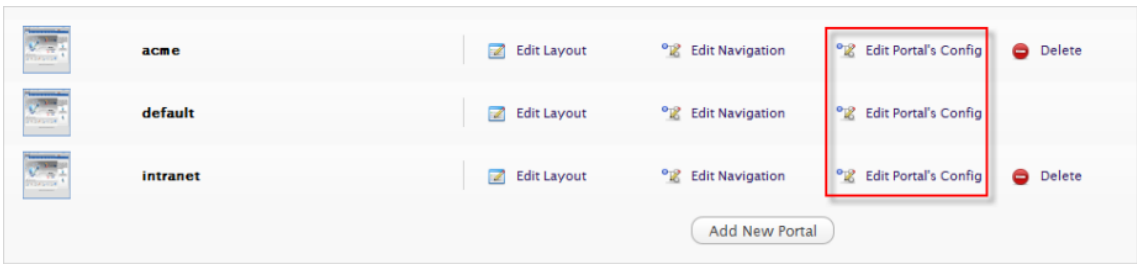 acme Edit Layout Edit Navigation Edit Portal's Config Delete
default Edit Layout Edit Navigation Edit Portal's Config
intranet Edit Layout Edit Navigation Edit Portal's Config Delete
Add New Portal